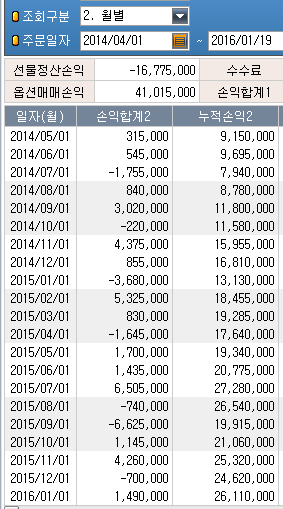 조회구분 2. 월별
주문일자 2014/04/01 ~ 2016/01/19
선물정산손익 -16,775,000 수수료
옵션매매손익 41,015,000 손익합계1
일자(월) 손익합계2 누적손익2
2014/05/01 315,000 9,150,000
2014/06/01 545,000 9,695,000
2014/07/01 -1,755,000 7,940,000
2014/08/01 840,000 8,780,000
2014/09/01 3,020,000 11,800,000
2014/10/01 -220,000 11,580,000
2014/11/01 4,375,000 15,955,000
2014/12/01 855,000 16,810,000
2015/01/01 -3,680,000 13,130,000
2015/02/01 5,325,000 18,455,000
2015/03/01 830,000 19,285,000
2015/04/01 -1,645,000 17,640,000
2015/05/01 1,700,000 19,340,000
2015/06/01 1,435,000 20,775,000
2015/07/01 6,505,000 27,280,000
2015/08/01 -740,000 26,540,000
2015/09/01 -6,625,000 19,915,000
2015/10/01 1,145,000 21,060,000
2015/11/01 4,260,000 25,320,000
2015/12/01 -700,000 24,620,000
2016/01/01 1,490,000 26,110,000